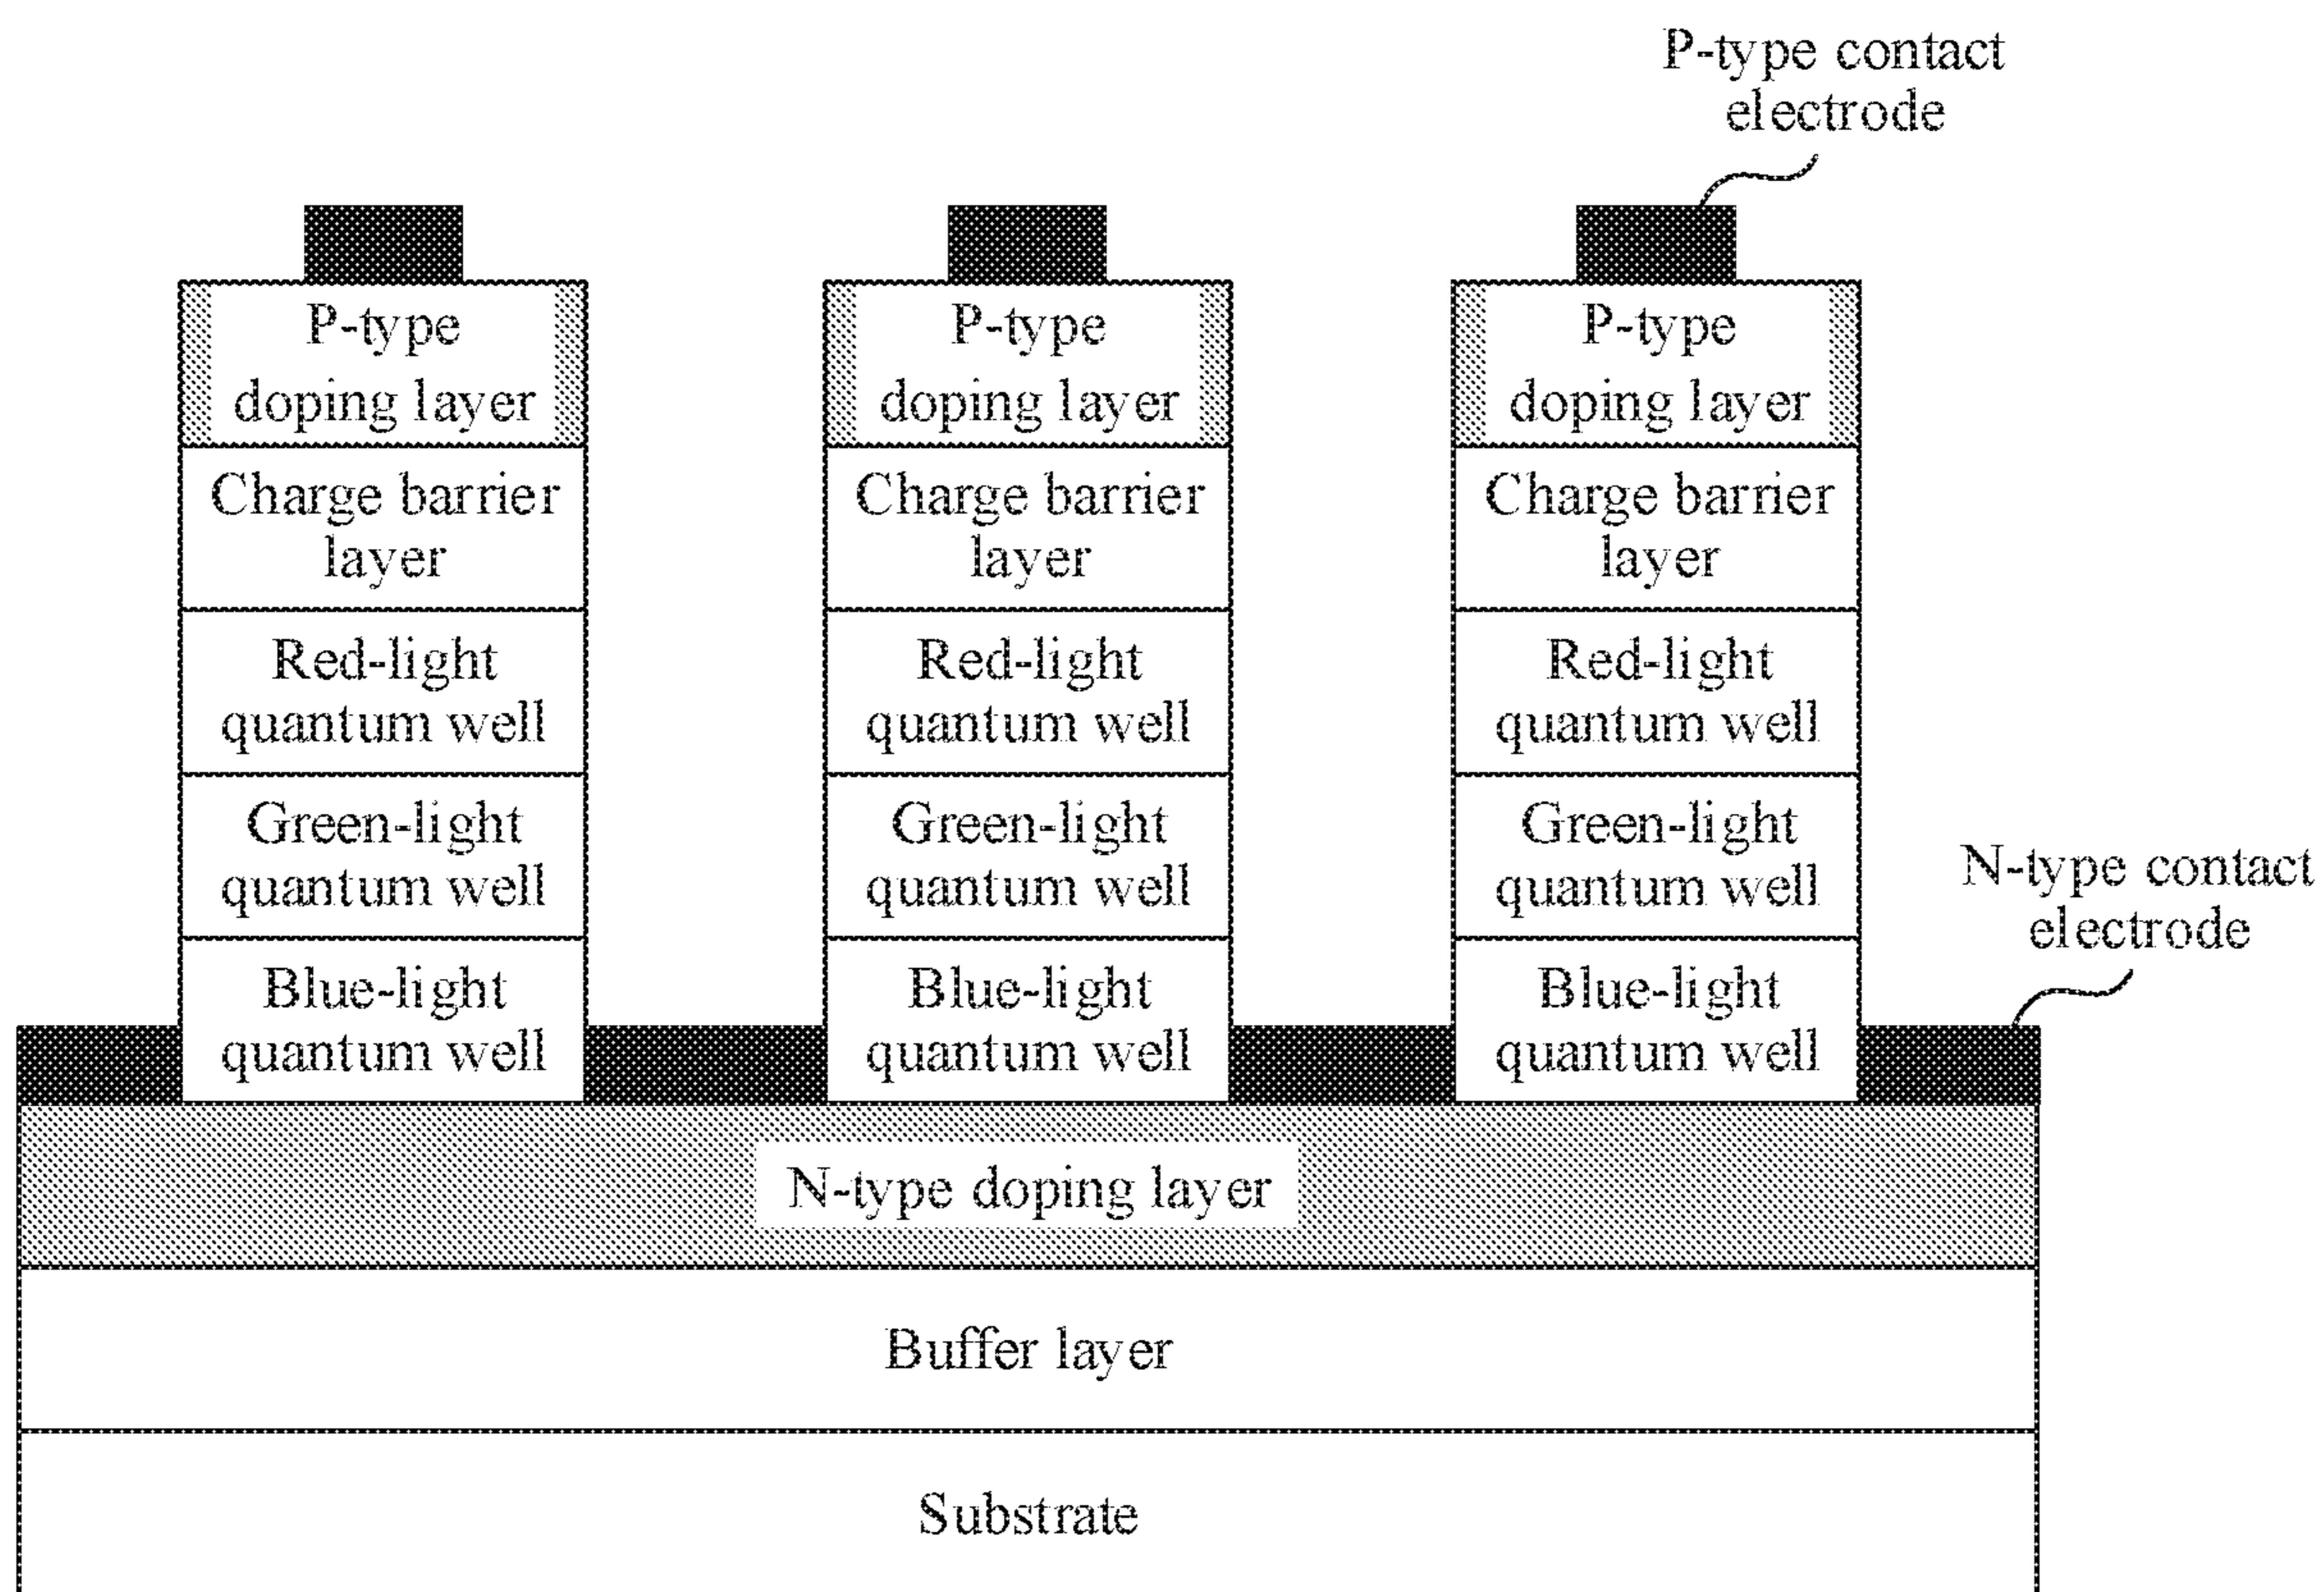 P-type contact
electrode
P-type
doping layer
P-type
doping layer
P-type
doping layer
Charge barrier
layer
Charge barrier
layer
Charge barrier
layer
Red-light
quantum well
Red-light
quantum well
Red-light
quantum well
Green-light
quantum well
Green-light
quantum well
Green-light
quantum well
N-type contact
electrode
Blue-light
quantum well
Blue-light
quantum well
Blue-light
quantum well
N-type doping layer
Buffer layer
Substrate